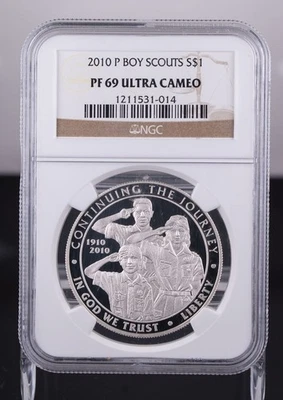 2010 P BOY SCOUTS S$1
PF 69 ULTRA CAMEO
1211531-014
NGC
CONTINUING THE JOURNEY
1910
2010
IN GOD WE TRUST • LIBERTY